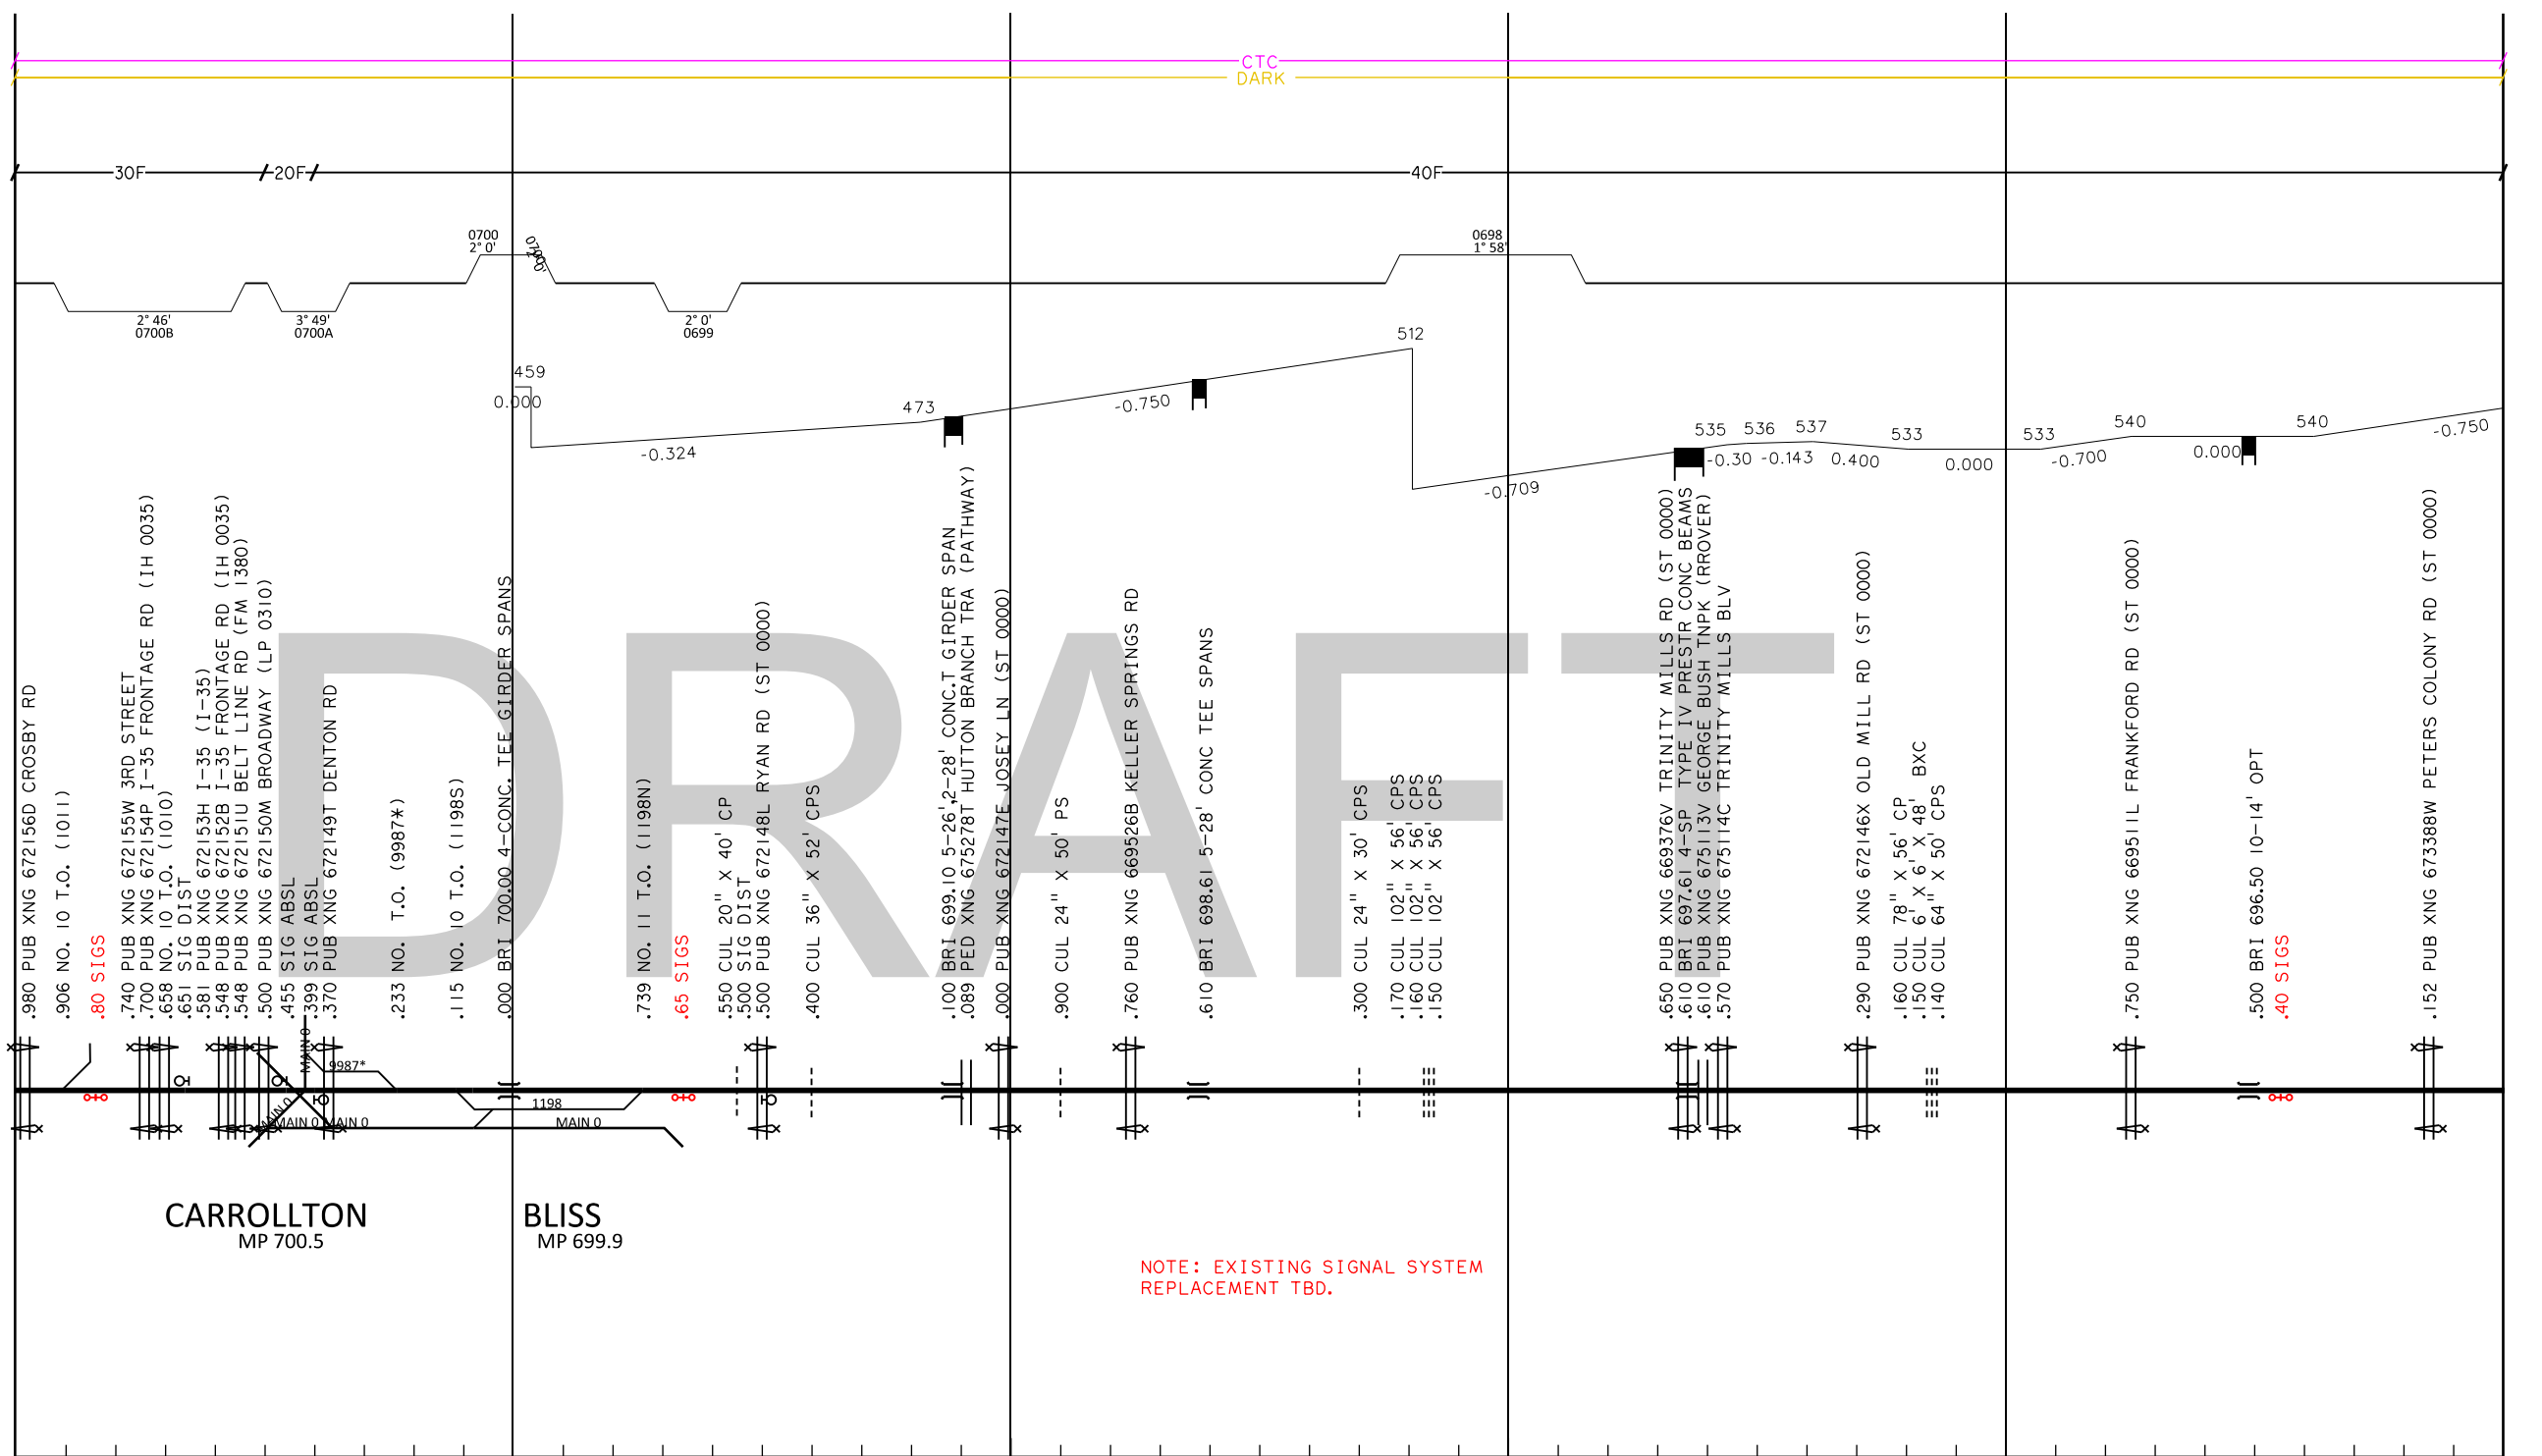 CTC
DARK
30F
20F
40F
0700
2° 0'
0700
0698
1° 58'
2° 46'
0700B
3° 49'
0700A
2° 0'
0699
512
459
0.000
473
-0.324
-0.750
-0.709
535
536
537
533
533
540
540
-0.30
-0.143
0.400
0.000
-0.700
0.000
-0.750
DRAFT
.980 PUB XNG 672156D CROSBY RD
.906 NO. 10 T.O. (1011)
.80 SIGS
.740 PUB XNG 672155W 3RD STREET
.700 PUB XNG 672154P I-35 FRONTAGE RD (IH 0035)
.658 NO. 10 T.O. (1010)
.651 SIG DIST
.581 PUB XNG 672153H I-35 (I-35)
.548 PUB XNG 672152B I-35 FRONTAGE RD (IH 0035)
.548 PUB XNG 672151U BELT LINE RD (FM 1380)
.500 PUB XNG 672150M BROADWAY (LP 0310)
.455 SIG ABSL
.399 SIG ABSL
.370 PUB XNG 672149T DENTON RD
.233 NO.  T.O. (9987*)
.115 NO. 10 T.O. (1198S)
.000 BRI 700.00 4-CONC. TEE GIRDER SPANS
.739 NO. 11 T.O. (1198N)
.65 SIGS
.550 CUL 20" X 40' CP
.500 SIG DIST
.500 PUB XNG 672148L RYAN RD (ST 0000)
.400 CUL 36" X 52' CPS
.100 BRI 699.10 5-26',2-28' CONC.T GIRDER SPAN
.089 PED XNG 675278T HUTTON BRANCH TRA (PATHWAY)
.000 PUB XNG 672147E JOSEY LN (ST 0000)
.900 CUL 24" X 50' PS
.760 PUB XNG 669526B KELLER SPRINGS RD
.610 BRI 698.61 5-28' CONC TEE SPANS
.300 CUL 24" X 30' CPS
.170 CUL 102" X 56' CPS
.160 CUL 102" X 56' CPS
.150 CUL 102" X 56' CPS
.650 PUB XNG 669376V TRINITY MILLS RD (ST 0000)
.610 BRI 697.61 4-SP  TYPE IV PRESTR CONC BEAMS
.610 PUB XNG 675113V GEORGE BUSH TNPK (RROVER)
.570 PUB XNG 675114C TRINITY MILLS BLV
.290 PUB XNG 672146X OLD MILL RD (ST 0000)
.160 CUL 78" X 56' CP
.150 CUL 6' X 6' X 48'  BXC
.140 CUL 64" X 50' CPS
.750 PUB XNG 669511L FRANKFORD RD (ST 0000)
.500 BRI 696.50 10-14' OPT
.40 SIGS
.152 PUB XNG 673388W PETERS COLONY RD (ST 0000)
MAIN 0
9987*
MAIN 0
MAIN 0
MAIN 0
1198
MAIN 0
CARROLLTON
MP 700.5
BLISS
MP 699.9
NOTE: EXISTING SIGNAL SYSTEM
REPLACEMENT TBD.